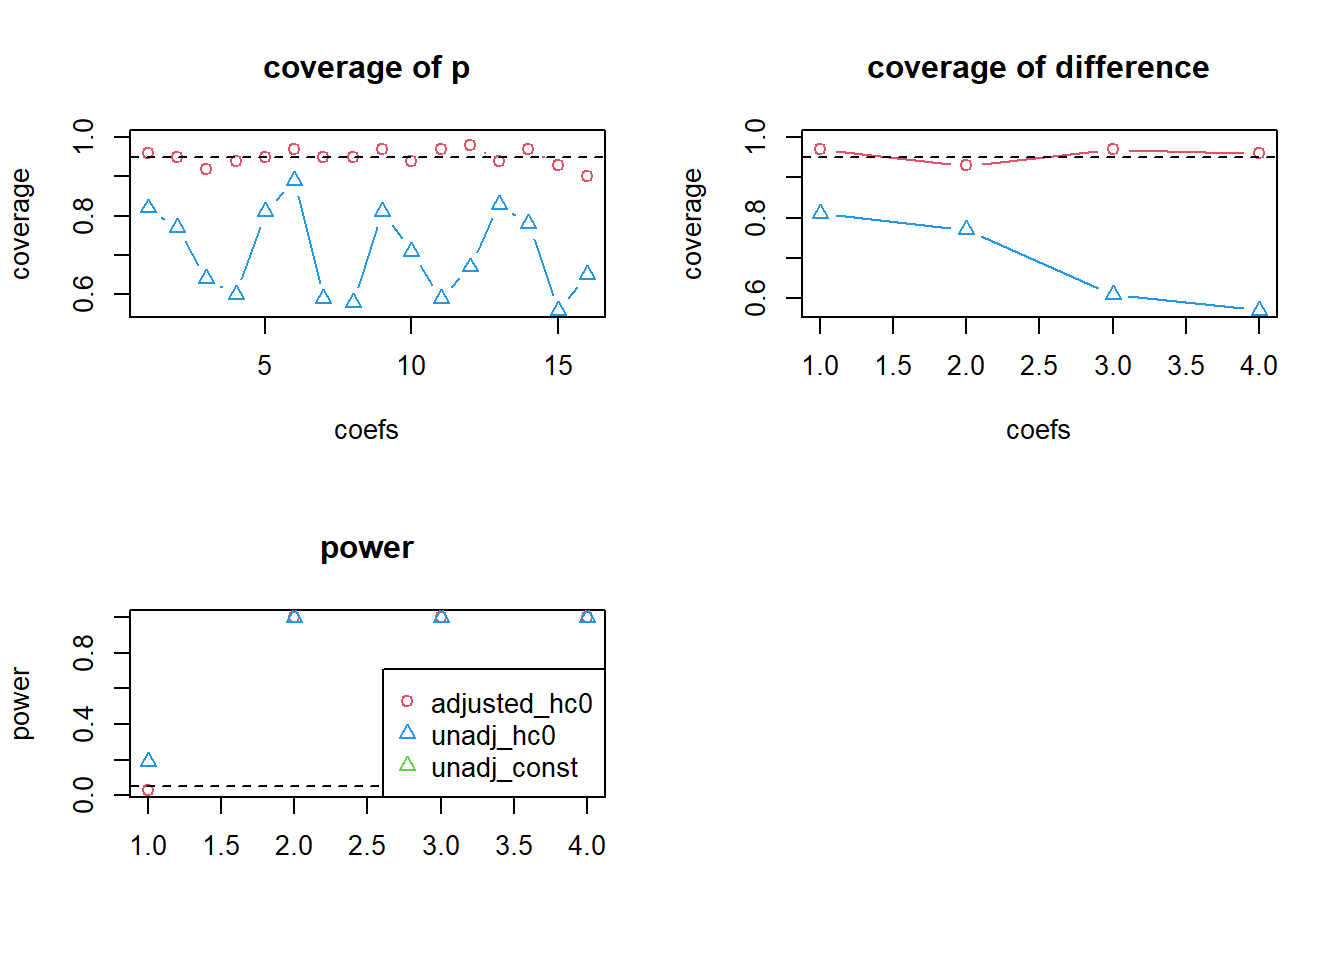 coverage of p
coverage
1.0
0.8
0.6
5 10 15
coefs
coverage of difference
coverage
1.0
0.8
0.6
1.0 1.5 2.0 2.5 3.0 3.5 4.0
coefs
power
power
0.8
0.4
0.0
adjusted_hc0
unadj_hc0
unadj_const
1.0 1.5 2.0 2.5 3.0 3.5 4.0